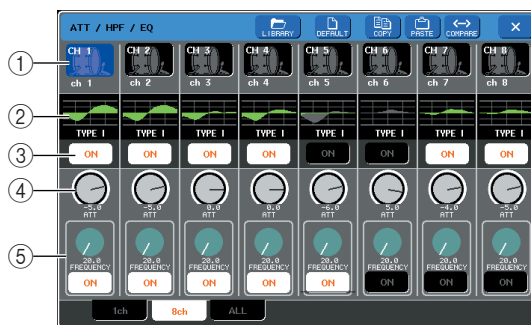 ATT / HPF / EQ LIBRARY DEFAULT COPY PASTE COMPARE ×
① CH 1 CH 2 CH 3 CH 4 CH 5 CH 6 CH 7 CH 8
ch 1 ch 2 ch 3 ch 4 ch 5 ch 6 ch 7 ch 8
②
TYPE I TYPE I TYPE I TYPE I TYPE I TYPE I TYPE I TYPE I
③ ON ON ON ON ON ON ON ON
④
-5.0 -5.0 0.0 0.0 -6.0 5.0 -4.0 -5.0
ATT ATT ATT ATT ATT ATT ATT ATT
⑤
20.0 20.0 20.0 20.0 20.0 20.0 20.0 20.0
FREQUENCY FREQUENCY FREQUENCY FREQUENCY FREQUENCY FREQUENCY FREQUENCY FREQUENCY
ON ON ON ON ON ON ON ON
1ch 8ch ALL